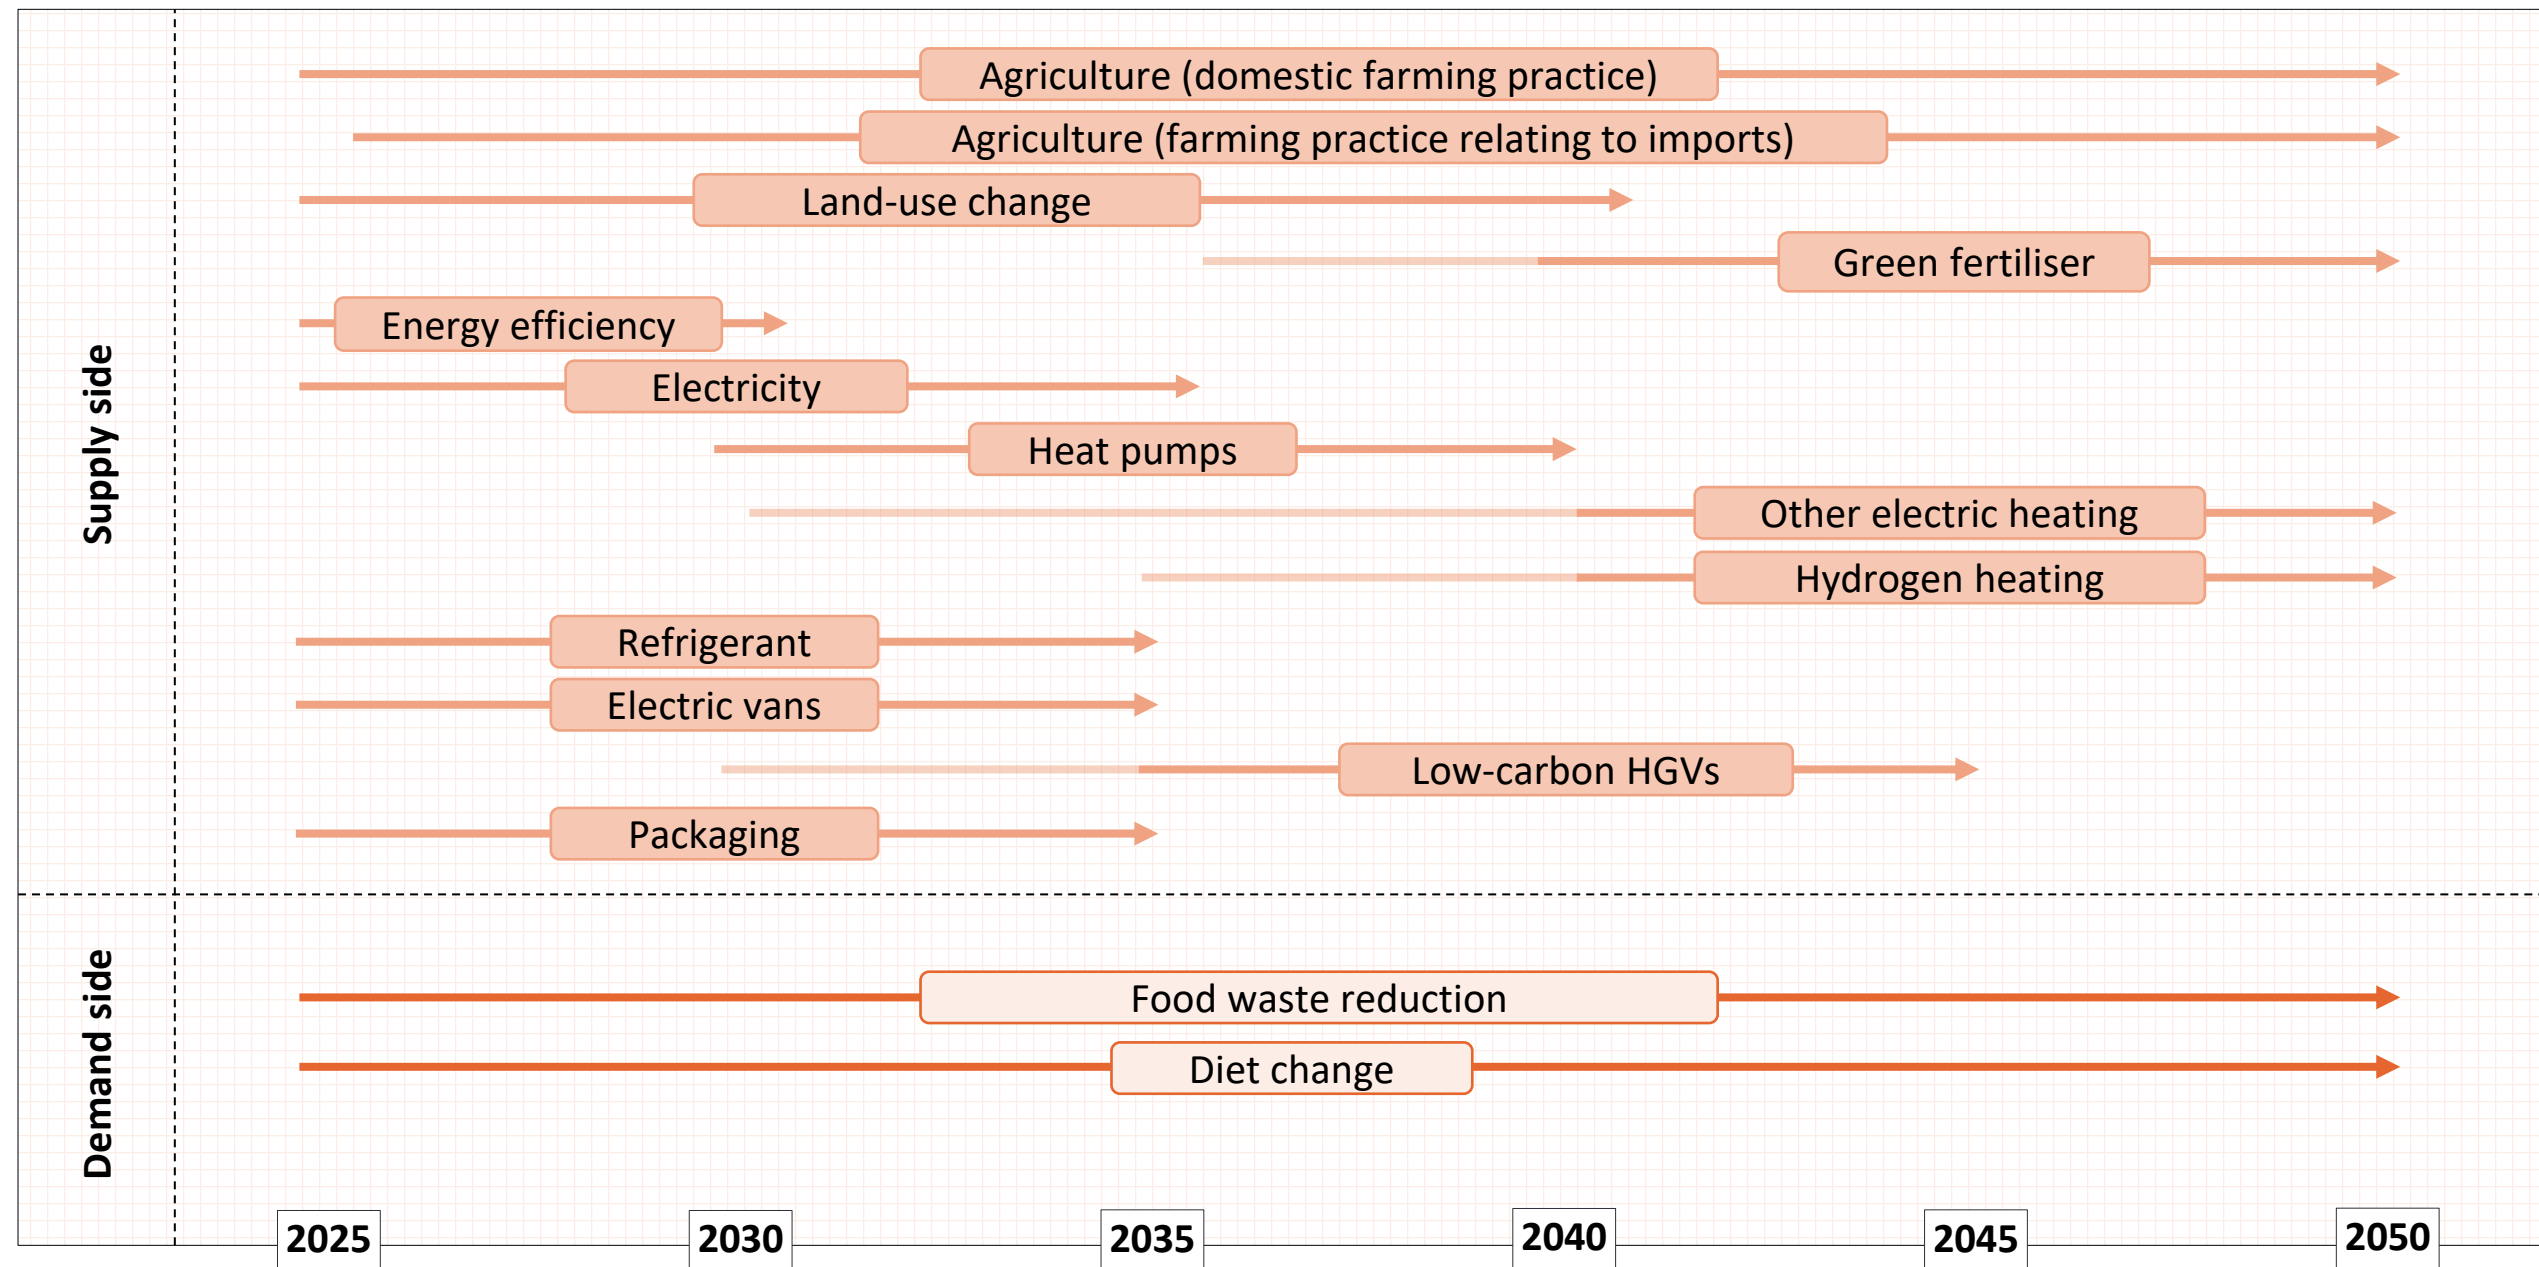 Supply side
Agriculture (domestic farming practice)
Agriculture (farming practice relating to imports)
Land-use change
Green fertiliser
Energy efficiency
Electricity
Heat pumps
Other electric heating
Hydrogen heating
Refrigerant
Electric vans
Low-carbon HGVs
Packaging
Demand side
Food waste reduction
Diet change
2025 2030 2035 2040 2045 2050